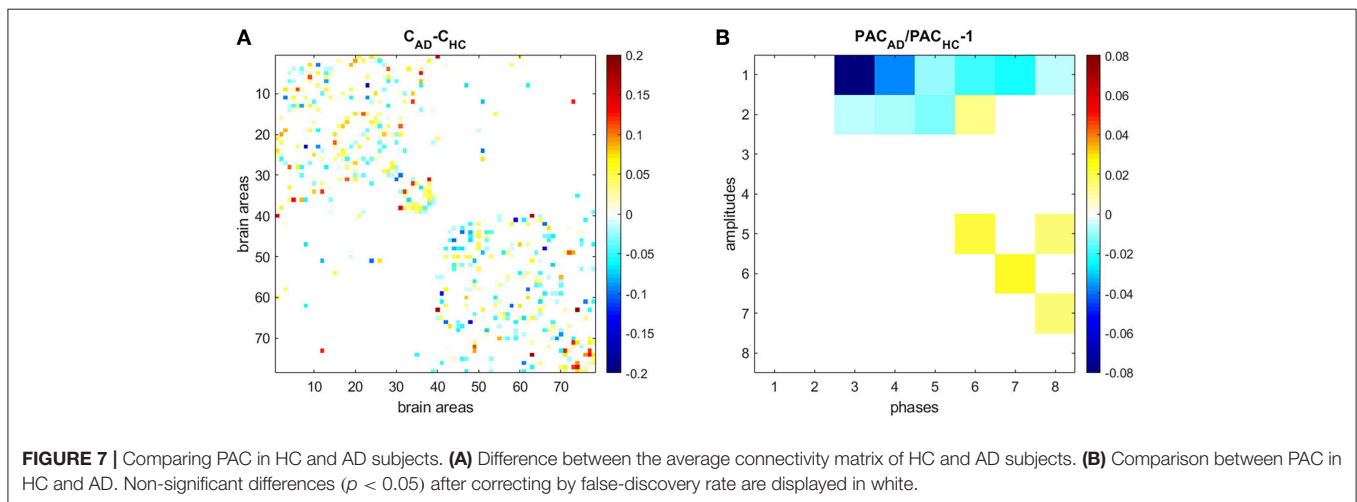 A
C_AD-C_HC
brain areas
10
20
30
40
50
60
70
10 20 30 40 50 60 70
brain areas
0.2
0.15
0.1
0.05
0
-0.05
-0.1
-0.15
-0.2
B
PAC_AD/PAC_HC-1
amplitudes
1
2
3
4
5
6
7
8
1 2 3 4 5 6 7 8
phases
0.08
0.06
0.04
0.02
0
-0.02
-0.04
-0.06
-0.08
FIGURE 7 | Comparing PAC in HC and AD subjects. (A) Difference between the average connectivity matrix of HC and AD subjects. (B) Comparison between PAC in
HC and AD. Non-significant differences (p < 0.05) after correcting by false-discovery rate are displayed in white.